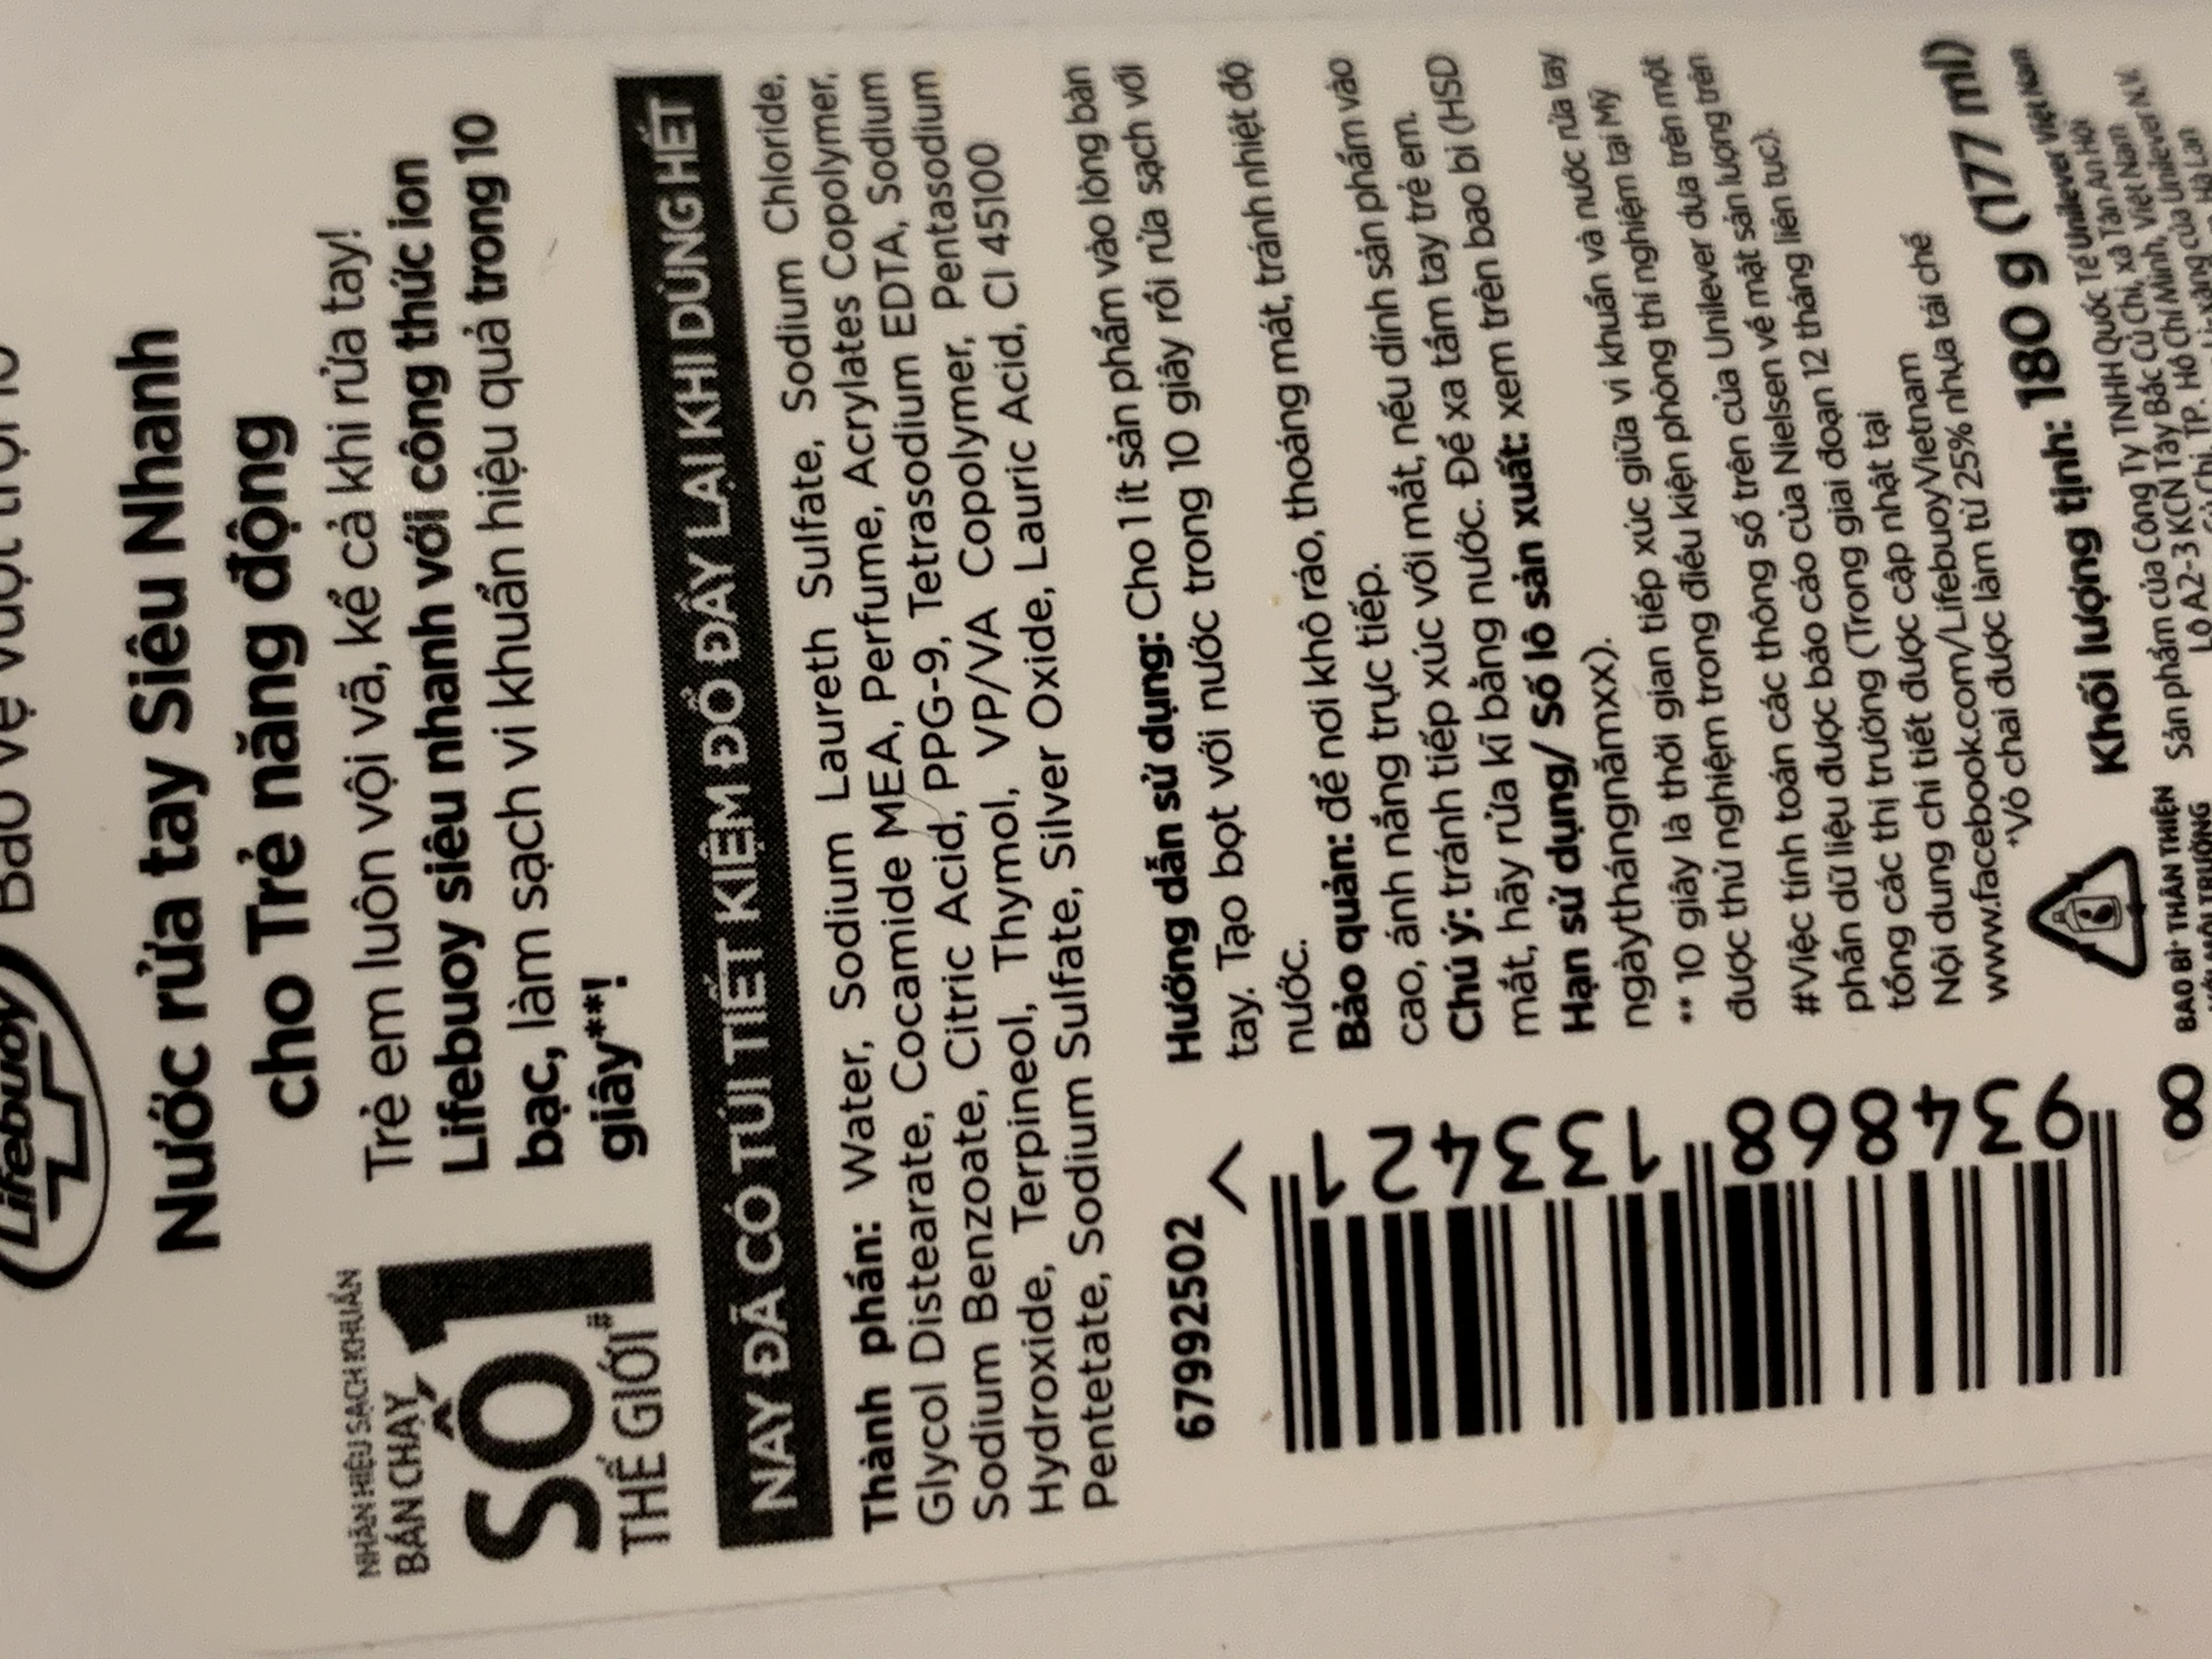 Lifebuoy
Bảo vệ vượt trội
Nước rửa tay Siêu Nhanh
cho Trẻ năng động
NHÃN HIỆU SẠCH KHUẨN
BÁN CHẠY
SỐ 1
THẾ GIỚI#
Trẻ em luôn vội vã, kể cả khi rửa tay!
Lifebuoy siêu nhanh với công thức ion
bạc, làm sạch vi khuẩn hiệu quả trong 10
giây**!
NAY ĐÃ CÓ TÚI TIẾT KIỆM ĐỔ ĐẦY LẠI KHI DÙNG HẾT
Thành phần: Water, Sodium Laureth Sulfate, Sodium Chloride,
Glycol Distearate, Cocamide MEA, Perfume, Acrylates Copolymer,
Sodium Benzoate, Citric Acid, PPG-9, Tetrasodium EDTA, Sodium
Hydroxide, Terpineol, Thymol, VP/VA Copolymer, Pentasodium
Pentetate, Sodium Sulfate, Silver Oxide, Lauric Acid, CI 45100
67992502
Hướng dẫn sử dụng: Cho 1 ít sản phẩm vào lòng bàn
tay. Tạo bọt với nước trong 10 giây rồi rửa sạch với
nước.
Bảo quản: để nơi khô ráo, thoáng mát, tránh nhiệt độ
cao, ánh nắng trực tiếp.
Chú ý: tránh tiếp xúc với mắt, nếu dính sản phẩm vào
mắt, hãy rửa kĩ bằng nước. Để xa tầm tay trẻ em.
Hạn sử dụng/ Số lô sản xuất: xem trên bao bì (HSD
ngàythángnămxx).
** 10 giây là thời gian tiếp xúc giữa vi khuẩn và nước rửa tay
được thử nghiệm trong điều kiện phòng thí nghiệm tại Mỹ
#Việc tính toán các thông số trên của Unilever dựa trên một
phần dữ liệu được báo cáo của Nielsen về mặt sản lượng trên
tổng các thị trường (Trong giai đoạn 12 tháng liên tục).
Nội dung chi tiết được cập nhật tại
www.facebook.com/LifebuoyVietnam
*Vỏ chai được làm từ 25% nhựa tái chế
8 934868 133421 >
Khối lượng tịnh: 180 g (177 ml)
BAO BÌ* THÂN THIỆN
VỚI MÔI TRƯỜNG
Sản phẩm của Công Ty TNHH Quốc Tế Unilever Việt Nam
Lô A2-3 KCN Tây Bắc Củ Chi, xã Tân An Hội
Củ Chi, TP. Hồ Chí Minh, Việt Nam
Li-xăng của Unilever N.V.
Hà Lan